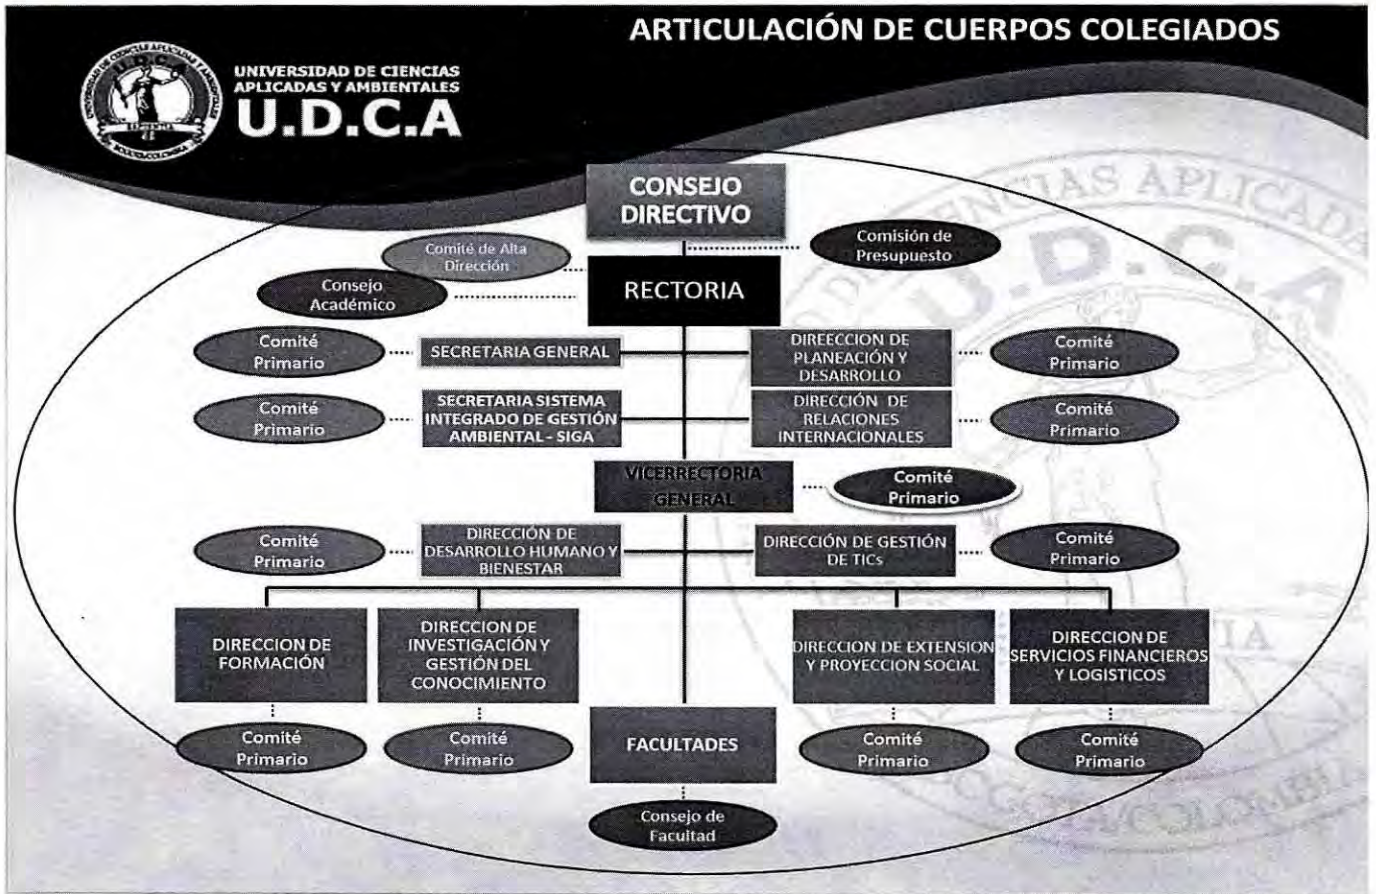 ARTICULACIÓN DE CUERPOS COLEGIADOS
UNIVERSIDAD DE CIENCIAS
APLICADAS Y AMBIENTALES
U.D.C.A
CONSEJO
DIRECTIVO
Comité de Alta
Dirección
Comisión de
Presupuesto
Consejo
Académico
RECTORIA
Comité
Primario
SECRETARIA GENERAL
DIREECCION DE
PLANEACIÓN Y
DESARROLLO
Comité
Primario
Comité
Primario
SECRETARIA SISTEMA
INTEGRADO DE GESTIÓN
AMBIENTAL - SIGA
DIRECCIÓN DE
RELACIONES
INTERNACIONALES
Comité
Primario
VICERRECTORIA
GENERAL
Comité
Primario
Comité
Primario
DIRECCIÓN DE
DESARROLLO HUMANO Y
BIENESTAR
DIRECCIÓN DE GESTIÓN
DE TICs
Comité
Primario
DIRECCION DE
FORMACIÓN
DIRECCION DE
INVESTIGACIÓN Y
GESTIÓN DEL
CONOCIMIENTO
DIRECCION DE EXTENSION
Y PROYECCION SOCIAL
DIRECCION DE
SERVICIOS FINANCIEROS
Y LOGISTICOS
Comité
Primario
Comité
Primario
FACULTADES
Comité
Primario
Comité
Primario
Consejo de
Facultad